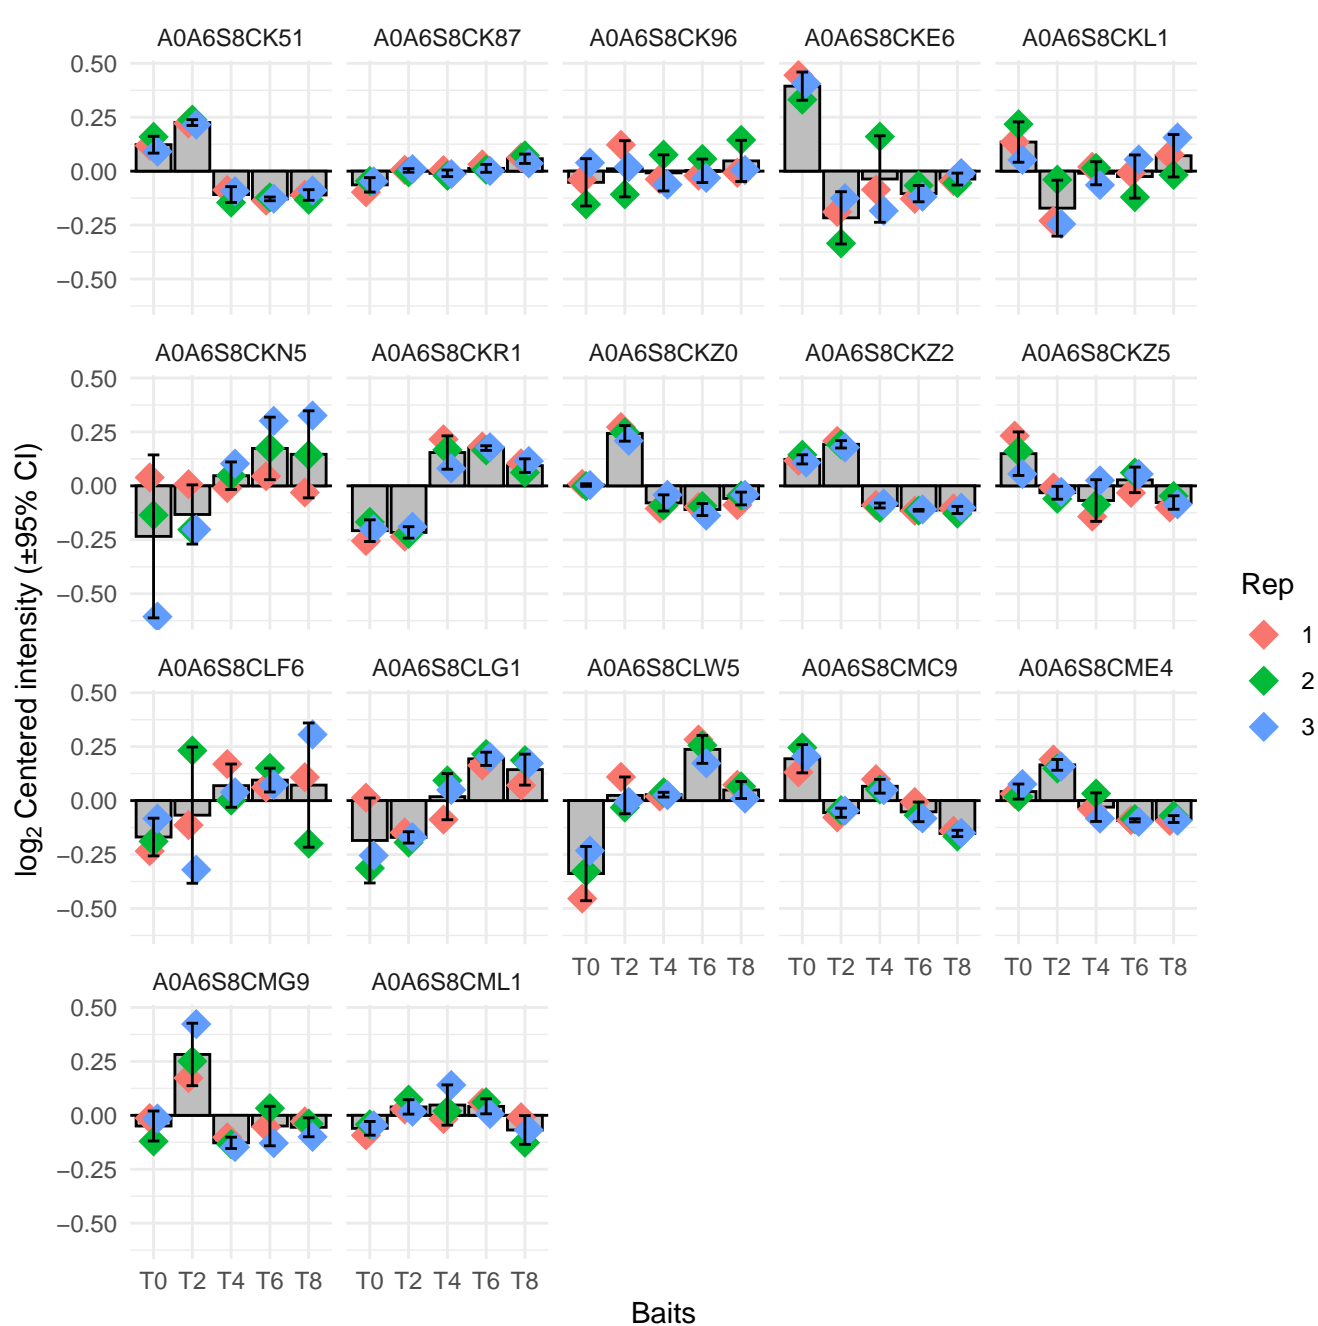 A0A6S8CK51 A0A6S8CK87 A0A6S8CK96 A0A6S8CKE6 A0A6S8CKL1
0.50
0.25
0.00
−0.25
−0.50
A0A6S8CKN5 A0A6S8CKR1 A0A6S8CKZ0 A0A6S8CKZ2 A0A6S8CKZ5
0.50
0.25
0.00
−0.25
−0.50
A0A6S8CLF6 A0A6S8CLG1 A0A6S8CLW5 A0A6S8CMC9 A0A6S8CME4
0.50
0.25
0.00
−0.25
−0.50
T0 T2 T4 T6 T8 T0 T2 T4 T6 T8 T0 T2 T4 T6 T8
A0A6S8CMG9 A0A6S8CML1
0.50
0.25
0.00
−0.25
−0.50
T0 T2 T4 T6 T8 T0 T2 T4 T6 T8
Baits
log2 Centered intensity (±95% CI)
Rep
1
2
3